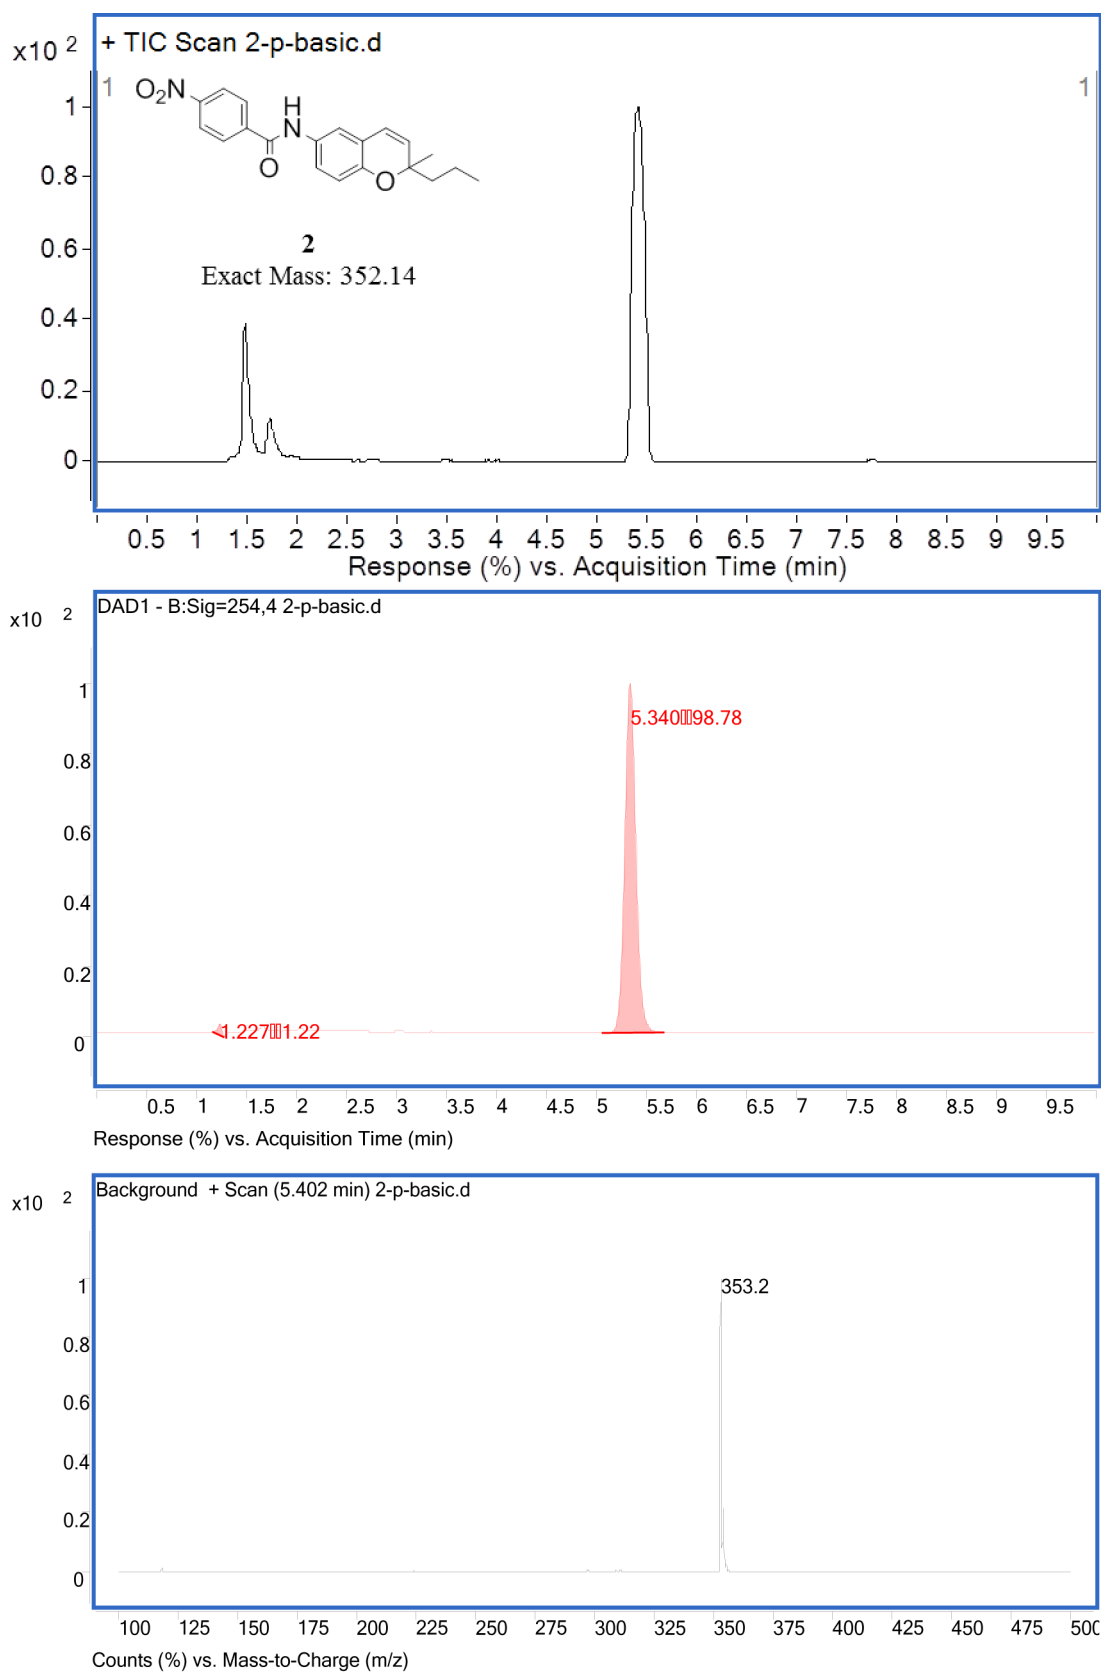 x10 2
+ TIC Scan 2-p-basic.d
1 1
O2N
H
N
O
O
2
Exact Mass: 352.14
1
0.8
0.6
0.4
0.2
0
0.5 1 1.5 2 2.5 3 3.5 4 4.5 5 5.5 6 6.5 7 7.5 8 8.5 9 9.5
Response (%) vs. Acquisition Time (min)
x10 2
DAD1 - B:Sig=254,4 2-p-basic.d
1
5.340▯▯98.78
0.8
0.6
0.4
0.2
1.227▯▯1.22
0
0.5 1 1.5 2 2.5 3 3.5 4 4.5 5 5.5 6 6.5 7 7.5 8 8.5 9 9.5
Response (%) vs. Acquisition Time (min)
x10 2
Background + Scan (5.402 min) 2-p-basic.d
1
353.2
0.8
0.6
0.4
0.2
0
100 125 150 175 200 225 250 275 300 325 350 375 400 425 450 475 500
Counts (%) vs. Mass-to-Charge (m/z)